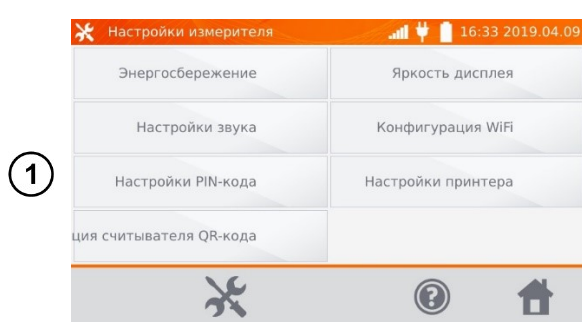 Настройки измерителя 16:33 2019.04.09
Энергосбережение Яркость дисплея
Настройки звука Конфигурация WiFi
1 Настройки PIN-кода Настройки принтера
ция считывателя QR-кода
?